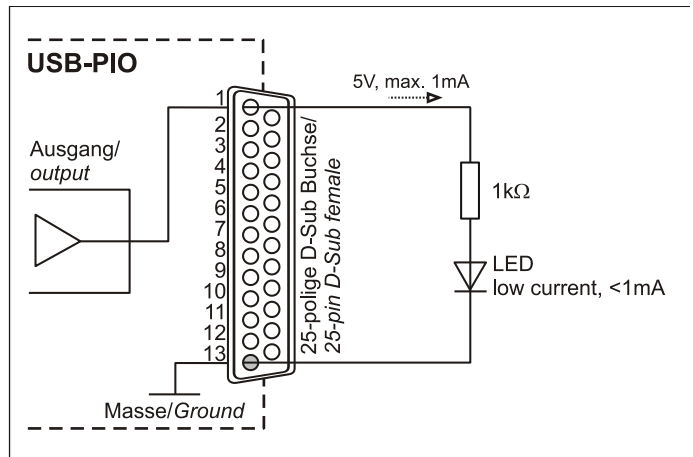 USB-PIO
5V, max. 1mA
Ausgang/
output
1
2
3
4
5
6
7
8
9
10
11
12
13
25-polige D-Sub Buchse/
25-pin D-Sub female
1kΩ
LED
low current, <1mA
Masse/Ground